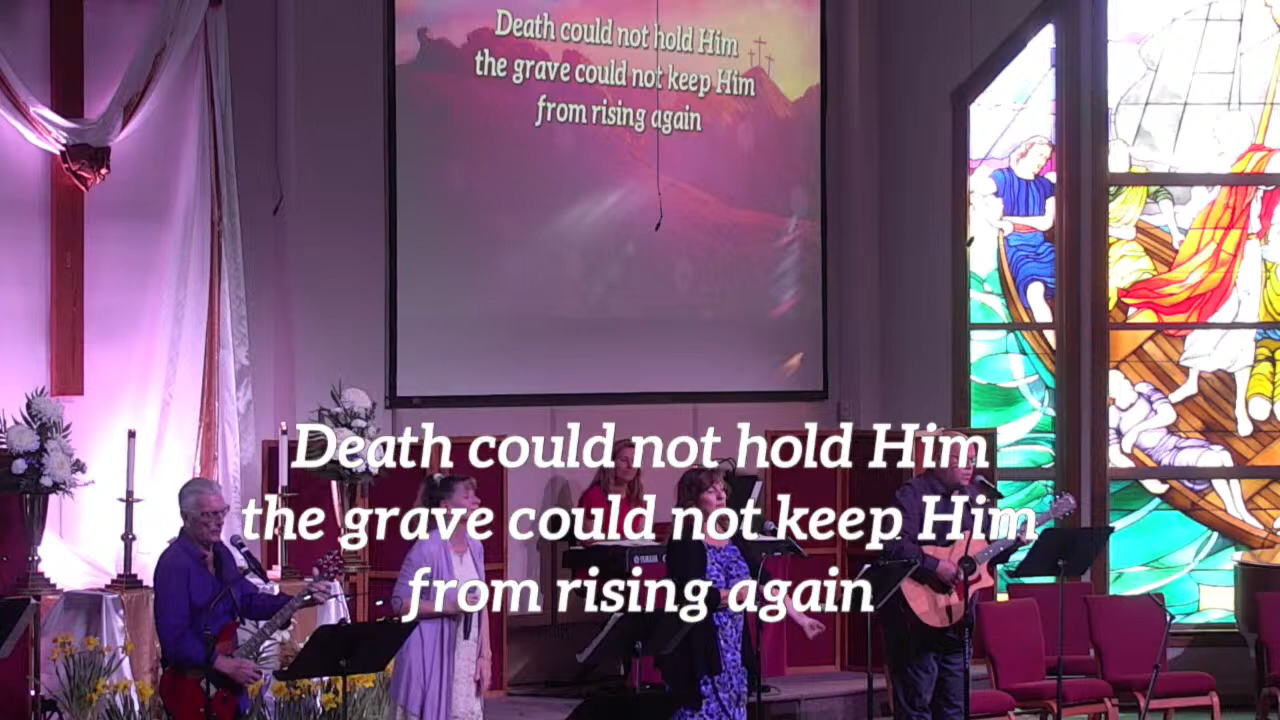 Death could not hold Him
the grave could not keep Him
from rising again
Death could not hold Him
the grave could not keep Him
from rising again
YAMAHA